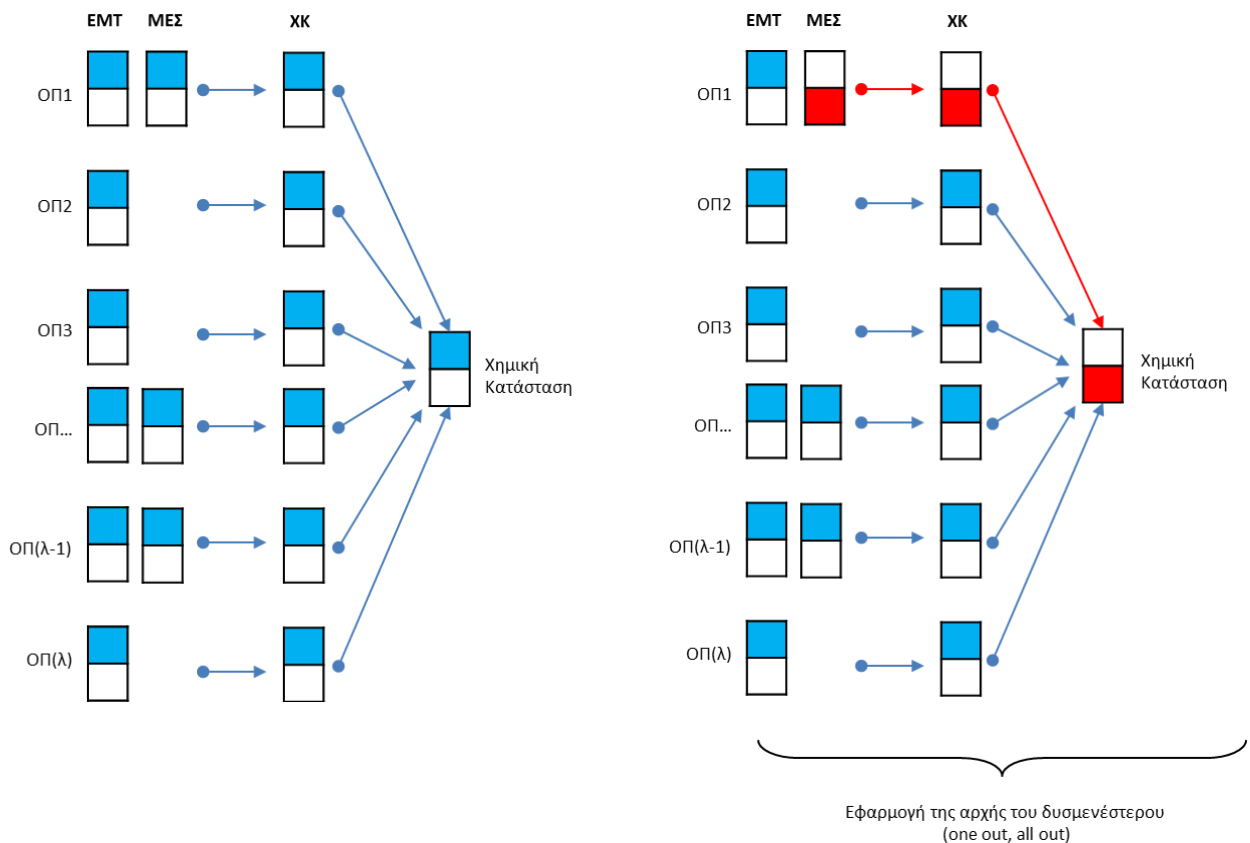 ΕΜΤ ΜΕΣ ΧΚ
ΟΠ1
ΟΠ2
ΟΠ3
ΟΠ...
ΟΠ(λ-1)
ΟΠ(λ)
Χημική
Κατάσταση
ΕΜΤ ΜΕΣ ΧΚ
ΟΠ1
ΟΠ2
ΟΠ3
ΟΠ...
ΟΠ(λ-1)
ΟΠ(λ)
Χημική
Κατάσταση
Εφαρμογή της αρχής του δυσμενέστερου
(one out, all out)